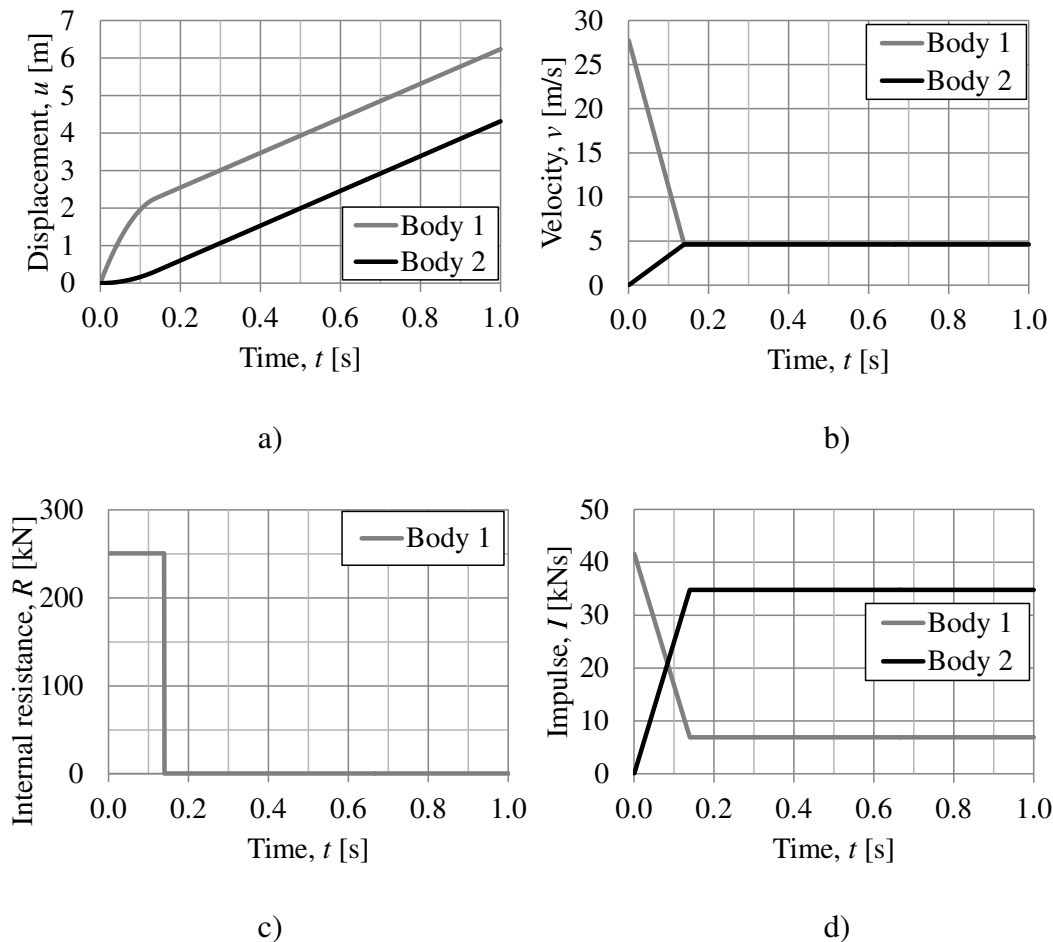 7
6
5
4
3
2
1
0
Displacement, u [m]
Body 1
Body 2
0.0 0.2 0.4 0.6 0.8 1.0
Time, t [s]
a)
30
25
20
15
10
5
0
Velocity, v [m/s]
Body 1
Body 2
0.0 0.2 0.4 0.6 0.8 1.0
Time, t [s]
b)
300
200
100
0
Internal resistance, R [kN]
Body 1
0.0 0.2 0.4 0.6 0.8 1.0
Time, t [s]
c)
50
40
30
20
10
0
Impulse, I [kNs]
Body 1
Body 2
0.0 0.2 0.4 0.6 0.8 1.0
Time, t [s]
d)